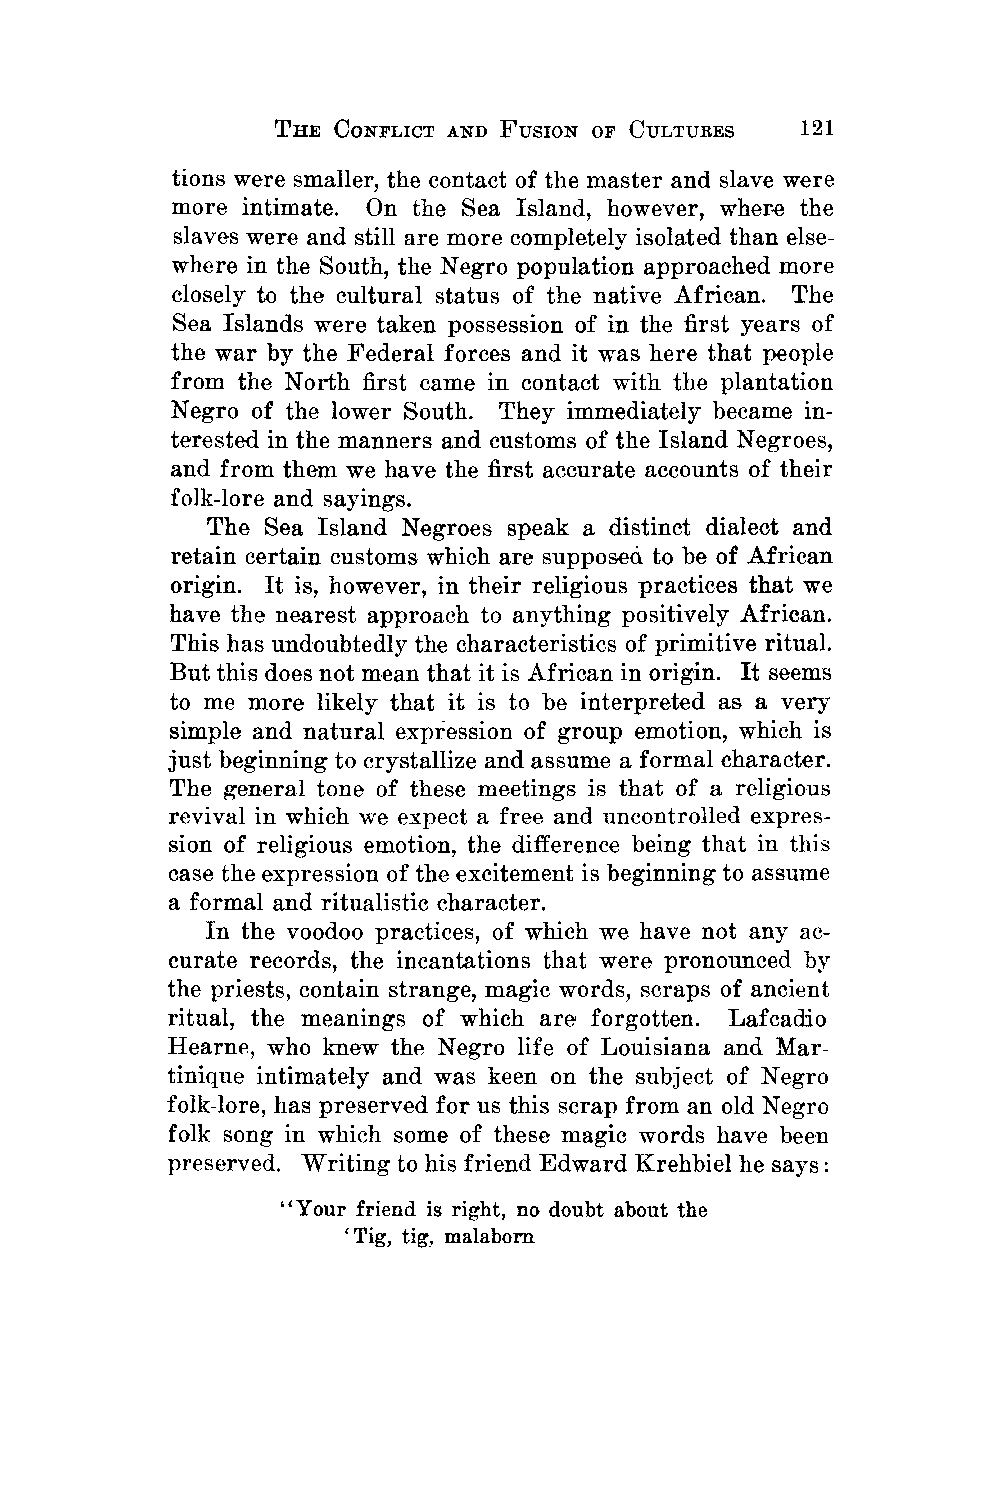 The Conflict and Fusion of Cultures 121
tions were smaller, the contact of the master and slave were
more intimate. On the Sea Island, however, where the
slaves were and still are more completely isolated than else-
where in the South, the Negro population approached more
closely to the cultural status of the native African. The
Sea Islands were taken possession of in the first years of
the war by the Federal forces and it was here that people
from the North first came in contact with the plantation
Negro of the lower South. They immediately became in-
terested in the manners and customs of the Island Negroes,
and from them we have the first accurate accounts of their
folk-lore and sayings.
The Sea Island Negroes speak a distinct dialect and
retain certain customs which are supposed to be of African
origin. It is, however, in their religious practices that we
have the nearest approach to anything positively African.
This has undoubtedly the characteristics of primitive ritual.
But this does not mean that it is African in origin. It seems
to me more likely that it is to be interpreted as a very
simple and natural expression of group emotion, which is
just beginning to crystallize and assume a formal character.
The general tone of these meetings is that of a religious
revival in which we expect a free and uncontrolled expres-
sion of religious emotion, the difference being that in this
case the expression of the excitement is beginning to assume
a formal and ritualistic character.
In the voodoo practices, of which we have not any ac-
curate records, the incantations that were pronounced by
the priests, contain strange, magic words, scraps of ancient
ritual, the meanings of which are forgotten. Lafcadio
Hearne, who knew the Negro life of Louisiana and Mar-
tinique intimately and was keen on the subject of Negro
folk-lore, has preserved for us this scrap from an old Negro
folk song in which some of these magic words have been
preserved. Writing to his friend Edward Krehbiel he says:
"Your friend is right, no doubt about the
'Tig, tig, malaborn